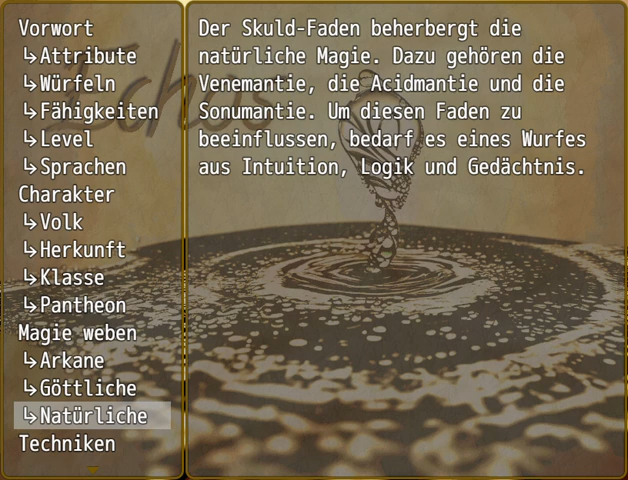 Vorwort
↳Attribute
↳Würfeln
↳Fähigkeiten
↳Level
↳Sprachen
Charakter
↳Volk
↳Herkunft
↳Klasse
↳Pantheon
Magie weben
↳Arkane
↳Göttliche
↳Natürliche
Techniken
Der Skuld-Faden beherbergt die
natürliche Magie. Dazu gehören die
Venemantie, die Acidmantie und die
Sonumantie. Um diesen Faden zu
beeinflussen, bedarf es eines Wurfes
aus Intuition, Logik und Gedächtnis.